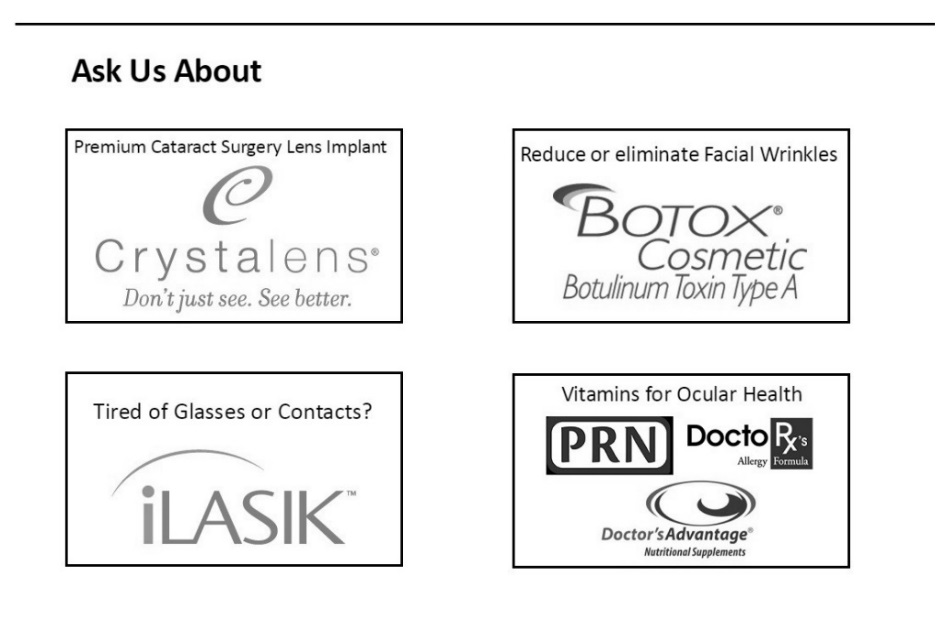 Ask Us About
Premium Cataract Surgery Lens Implant
Crystalens®
Don't just see. See better.
Reduce or eliminate Facial Wrinkles
BOTOX®
Cosmetic
Botulinum Toxin Type A
Tired of Glasses or Contacts?
iLASIK™
Vitamins for Ocular Health
PRN
DoctoRx's
Allergy Formula
Doctor's Advantage®
Nutritional Supplements